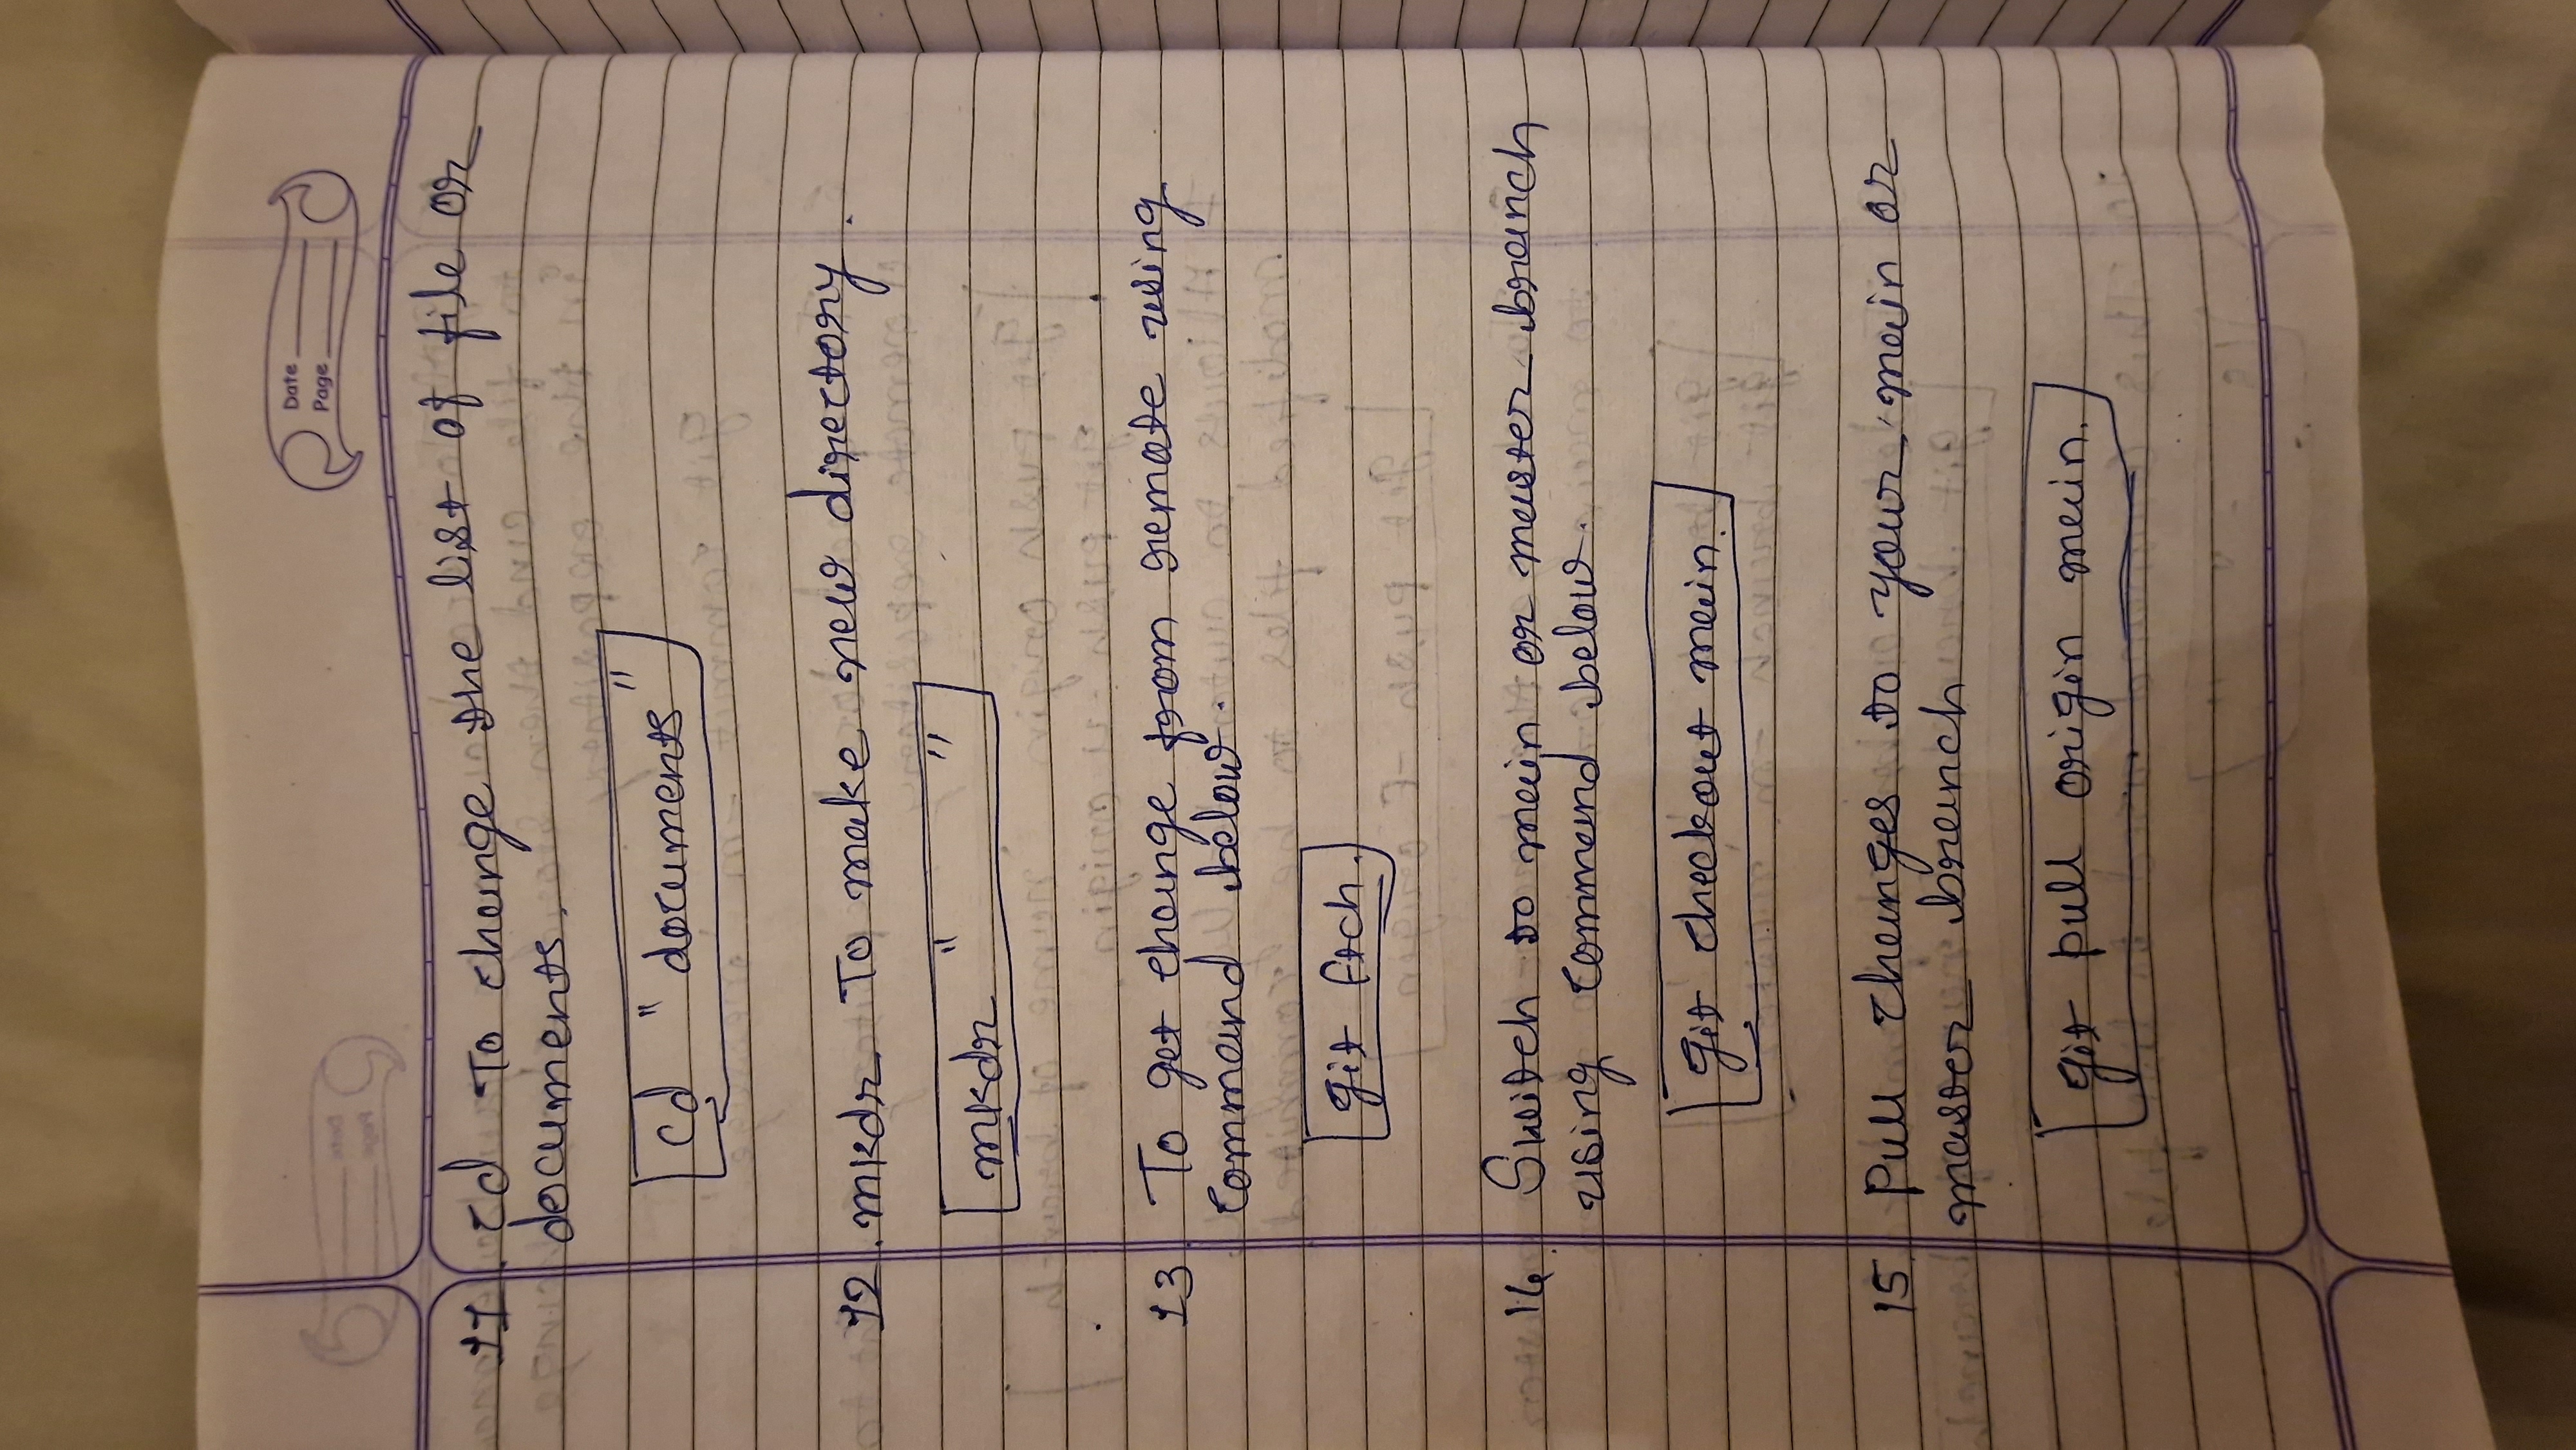 Date
Page
11. cd To change the list of file or
documents.
cd "documents"
12. mkdr To make new directory.
mkdr " "
13. To get change from remote using
Command below.
git ftch.
14. Switch to main or master branch
using Command below.
git checkout main.
15 Pull changes to your main or
master branch
git pull origin main.